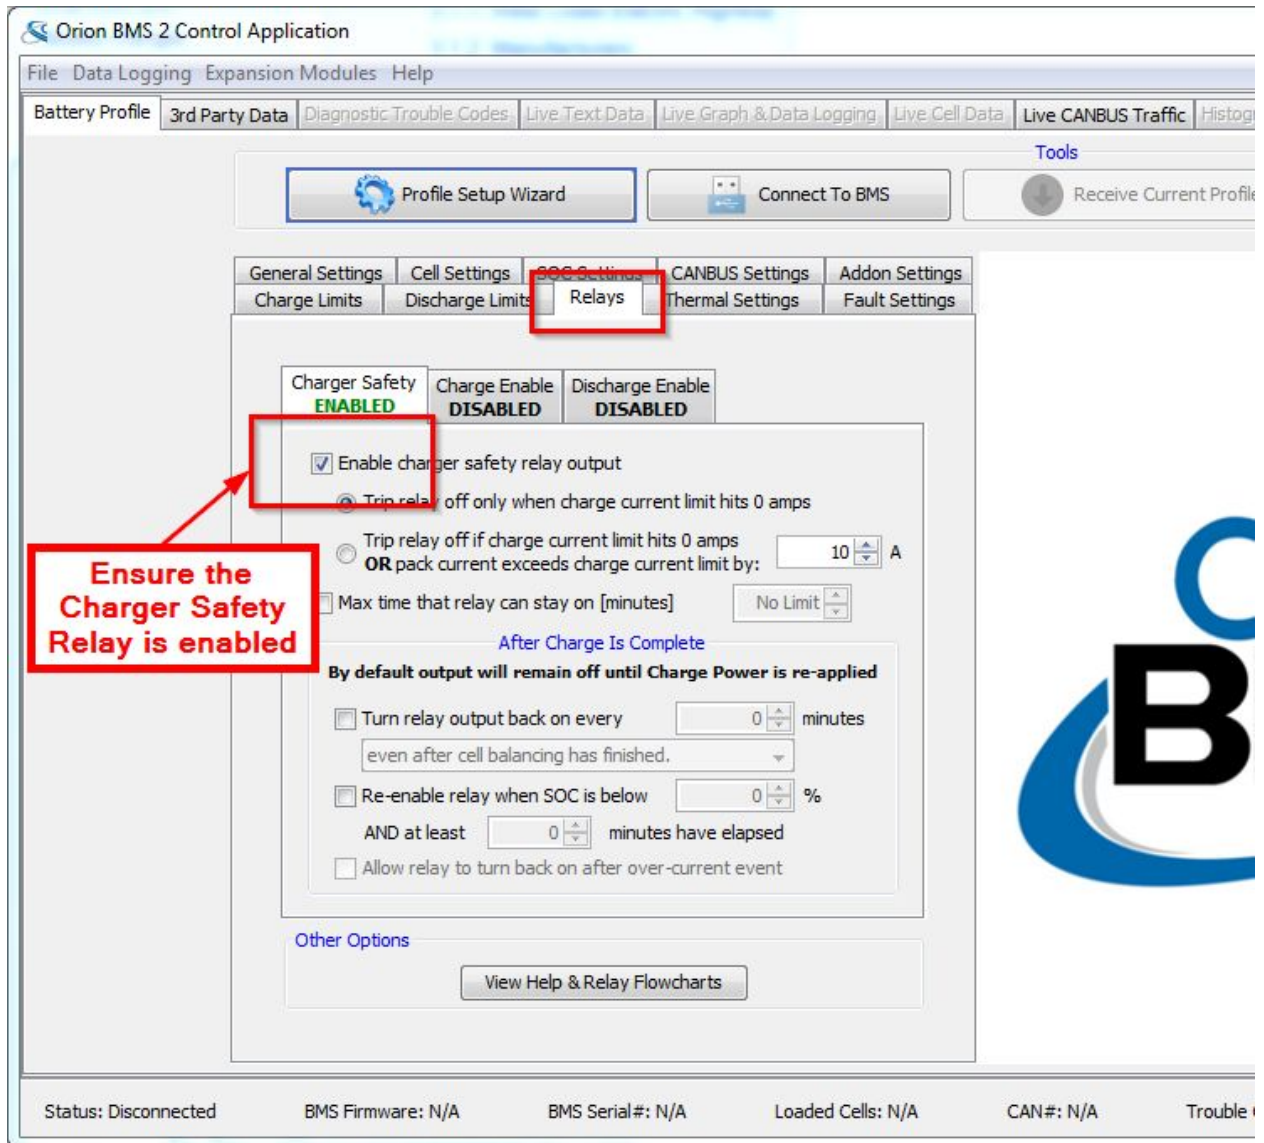 Orion BMS 2 Control Application
File Data Logging Expansion Modules Help
Battery Profile 3rd Party Data Diagnostic Trouble Codes Live Text Data Live Graph & Data Logging Live Cell Data Live CANBUS Traffic Histog
Tools
Profile Setup Wizard Connect To BMS Receive Current Profile
General Settings Cell Settings SOC Settings CANBUS Settings Addon Settings
Charge Limits Discharge Limits Relays Thermal Settings Fault Settings
Charger Safety Charge Enable Discharge Enable
ENABLED DISABLED DISABLED
Enable charger safety relay output
Trip relay off only when charge current limit hits 0 amps
Trip relay off if charge current limit hits 0 amps
OR pack current exceeds charge current limit by: 10 A
Max time that relay can stay on [minutes] No Limit
Ensure the
Charger Safety
Relay is enabled
After Charge Is Complete
By default output will remain off until Charge Power is re-applied
Turn relay output back on every 0 minutes
even after cell balancing has finished.
Re-enable relay when SOC is below 0 %
AND at least 0 minutes have elapsed
Allow relay to turn back on after over-current event
Other Options
View Help & Relay Flowcharts
Status: Disconnected BMS Firmware: N/A BMS Serial#: N/A Loaded Cells: N/A CAN#: N/A Trouble